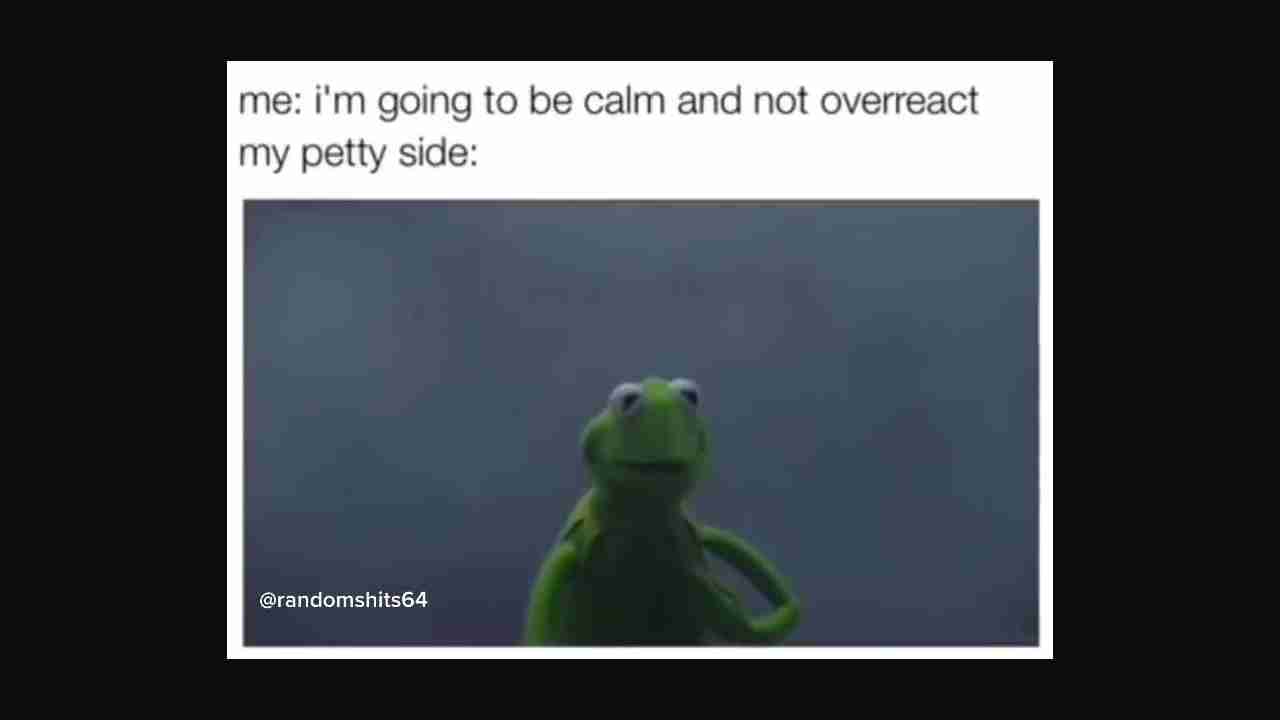 me: i'm going to be calm and not overreact
my petty side:
@randomshits64